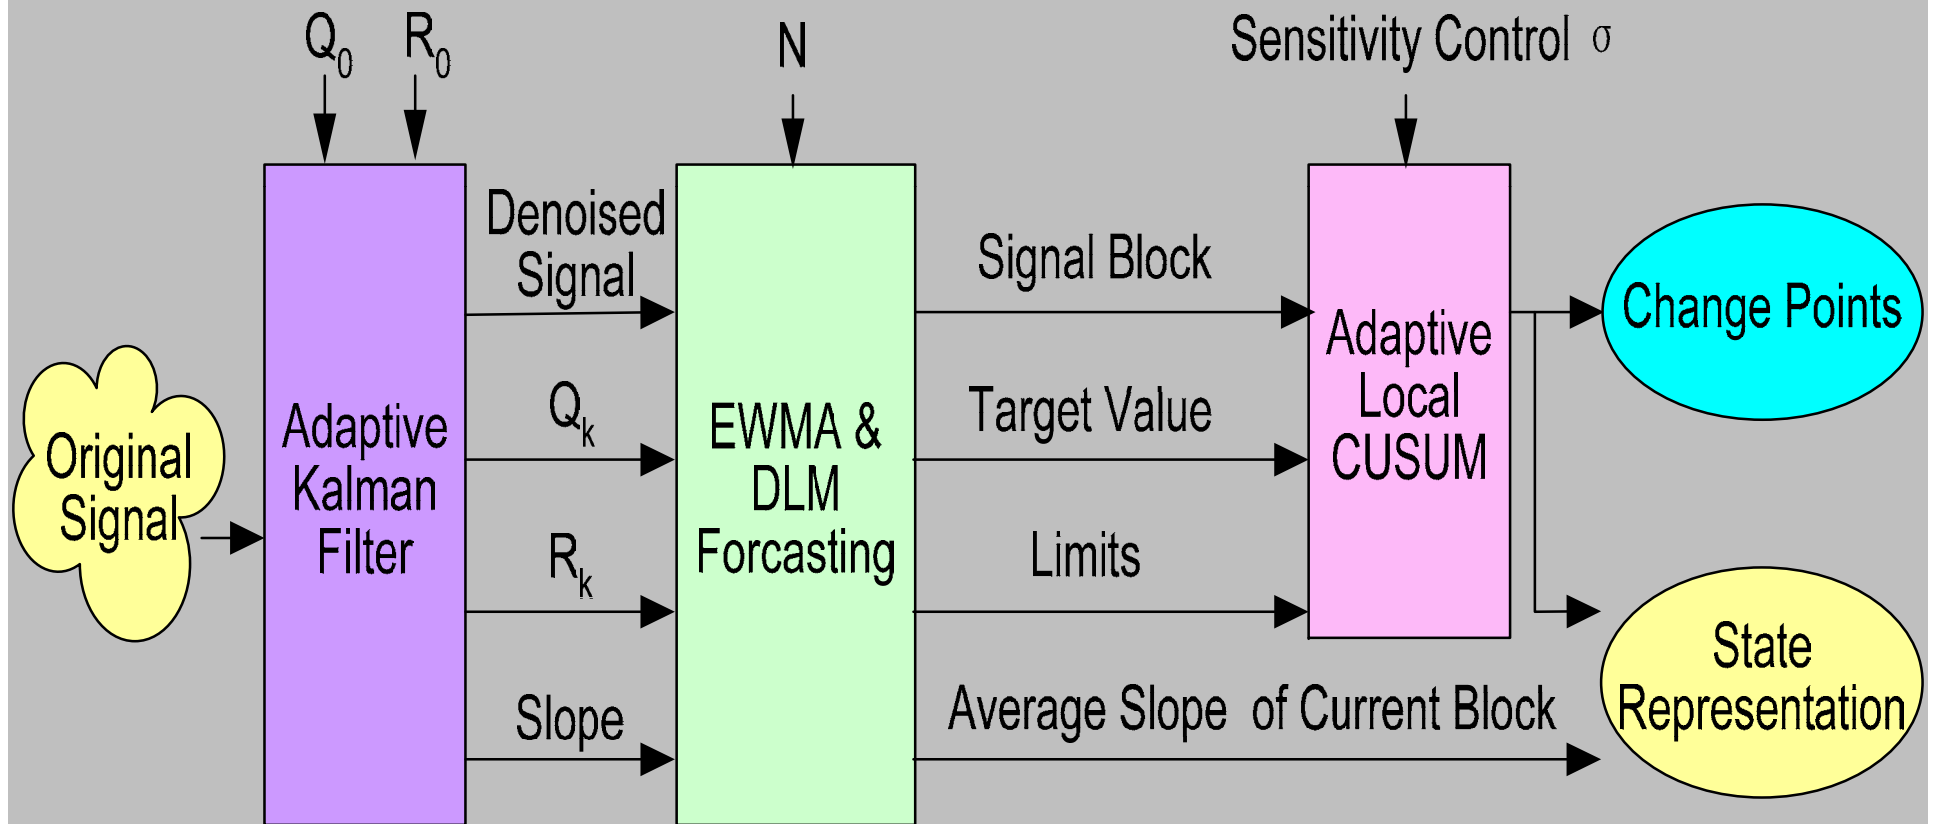 Q0 R0
N
Sensitivity Control σ
Original
Signal
Adaptive
Kalman
Filter
Denoised
Signal
Qk
Rk
Slope
EWMA &
DLM
Forcasting
Signal Block
Target Value
Limits
Average Slope of Current Block
Adaptive
Local
CUSUM
Change Points
State
Representation